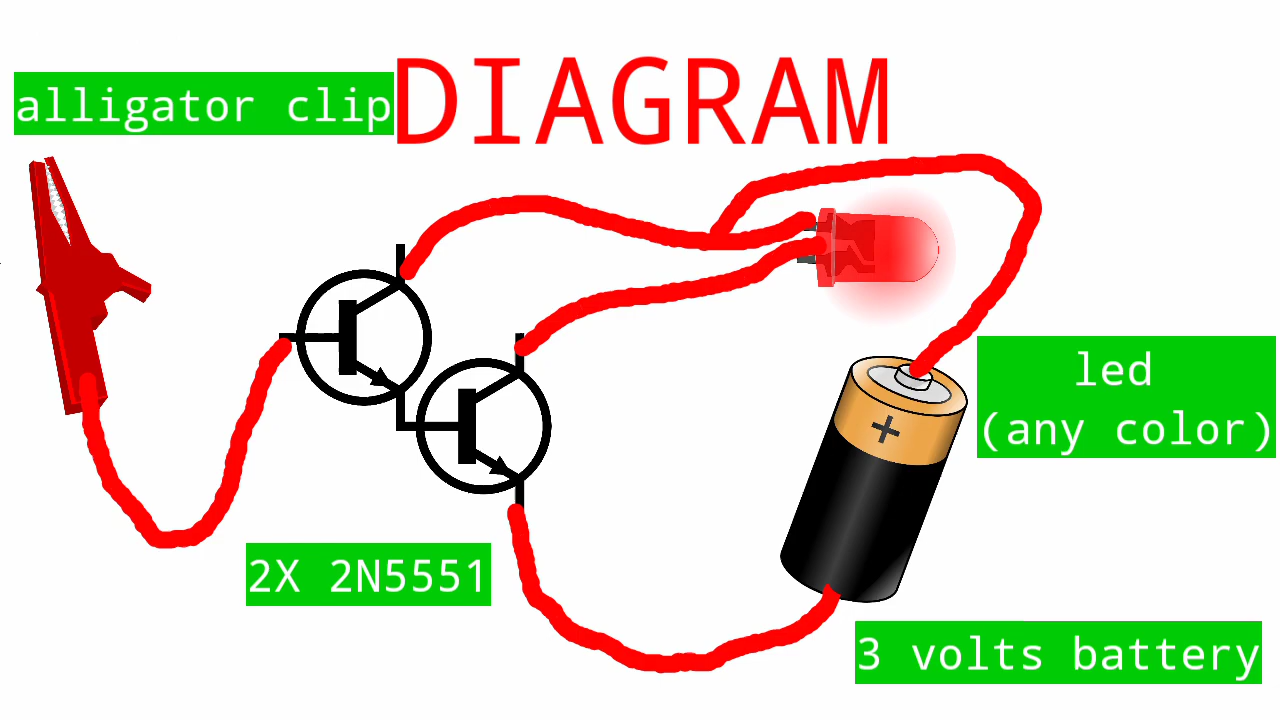 alligator clip
DIAGRAM
led
(any color)
2X 2N5551
+
3 volts battery